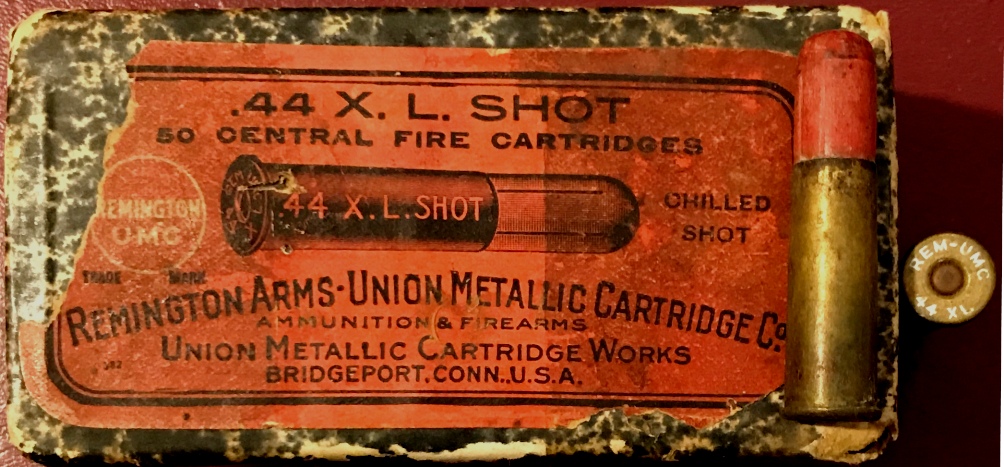 .44 X. L. SHOT
50 CENTRAL FIRE CARTRIDGES
.44 X.L.SHOT
CHILLED
SHOT
REMINGTON
UMC
TRADE MARK
REMINGTON ARMS-UNION METALLIC CARTRIDGE Co.
AMMUNITION & FIREARMS
UNION METALLIC CARTRIDGE WORKS
BRIDGEPORT, CONN., U.S.A.
REM-UMC
44 XL